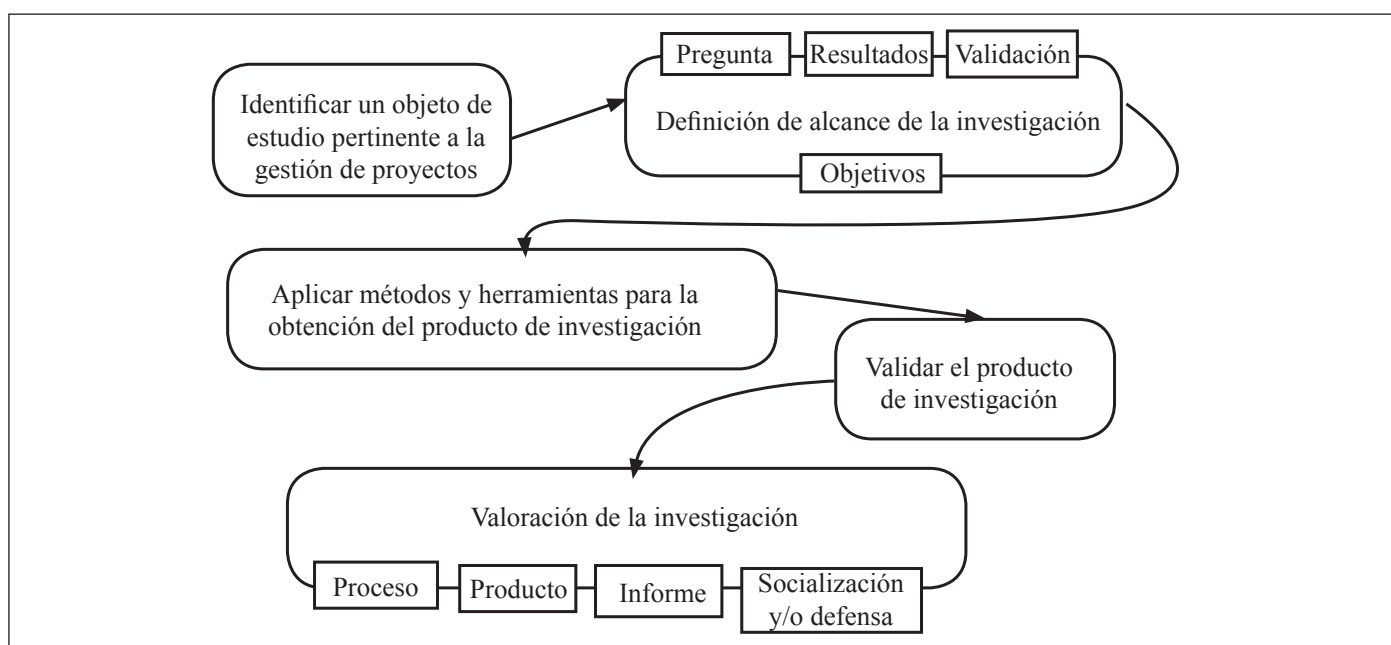 Identificar un objeto de
estudio pertinente a la
gestión de proyectos
Pregunta
Resultados
Validación
Definición de alcance de la investigación
Objetivos
Aplicar métodos y herramientas para la
obtención del producto de investigación
Validar el producto
de investigación
Valoración de la investigación
Proceso
Producto
Informe
Socialización
y/o defensa